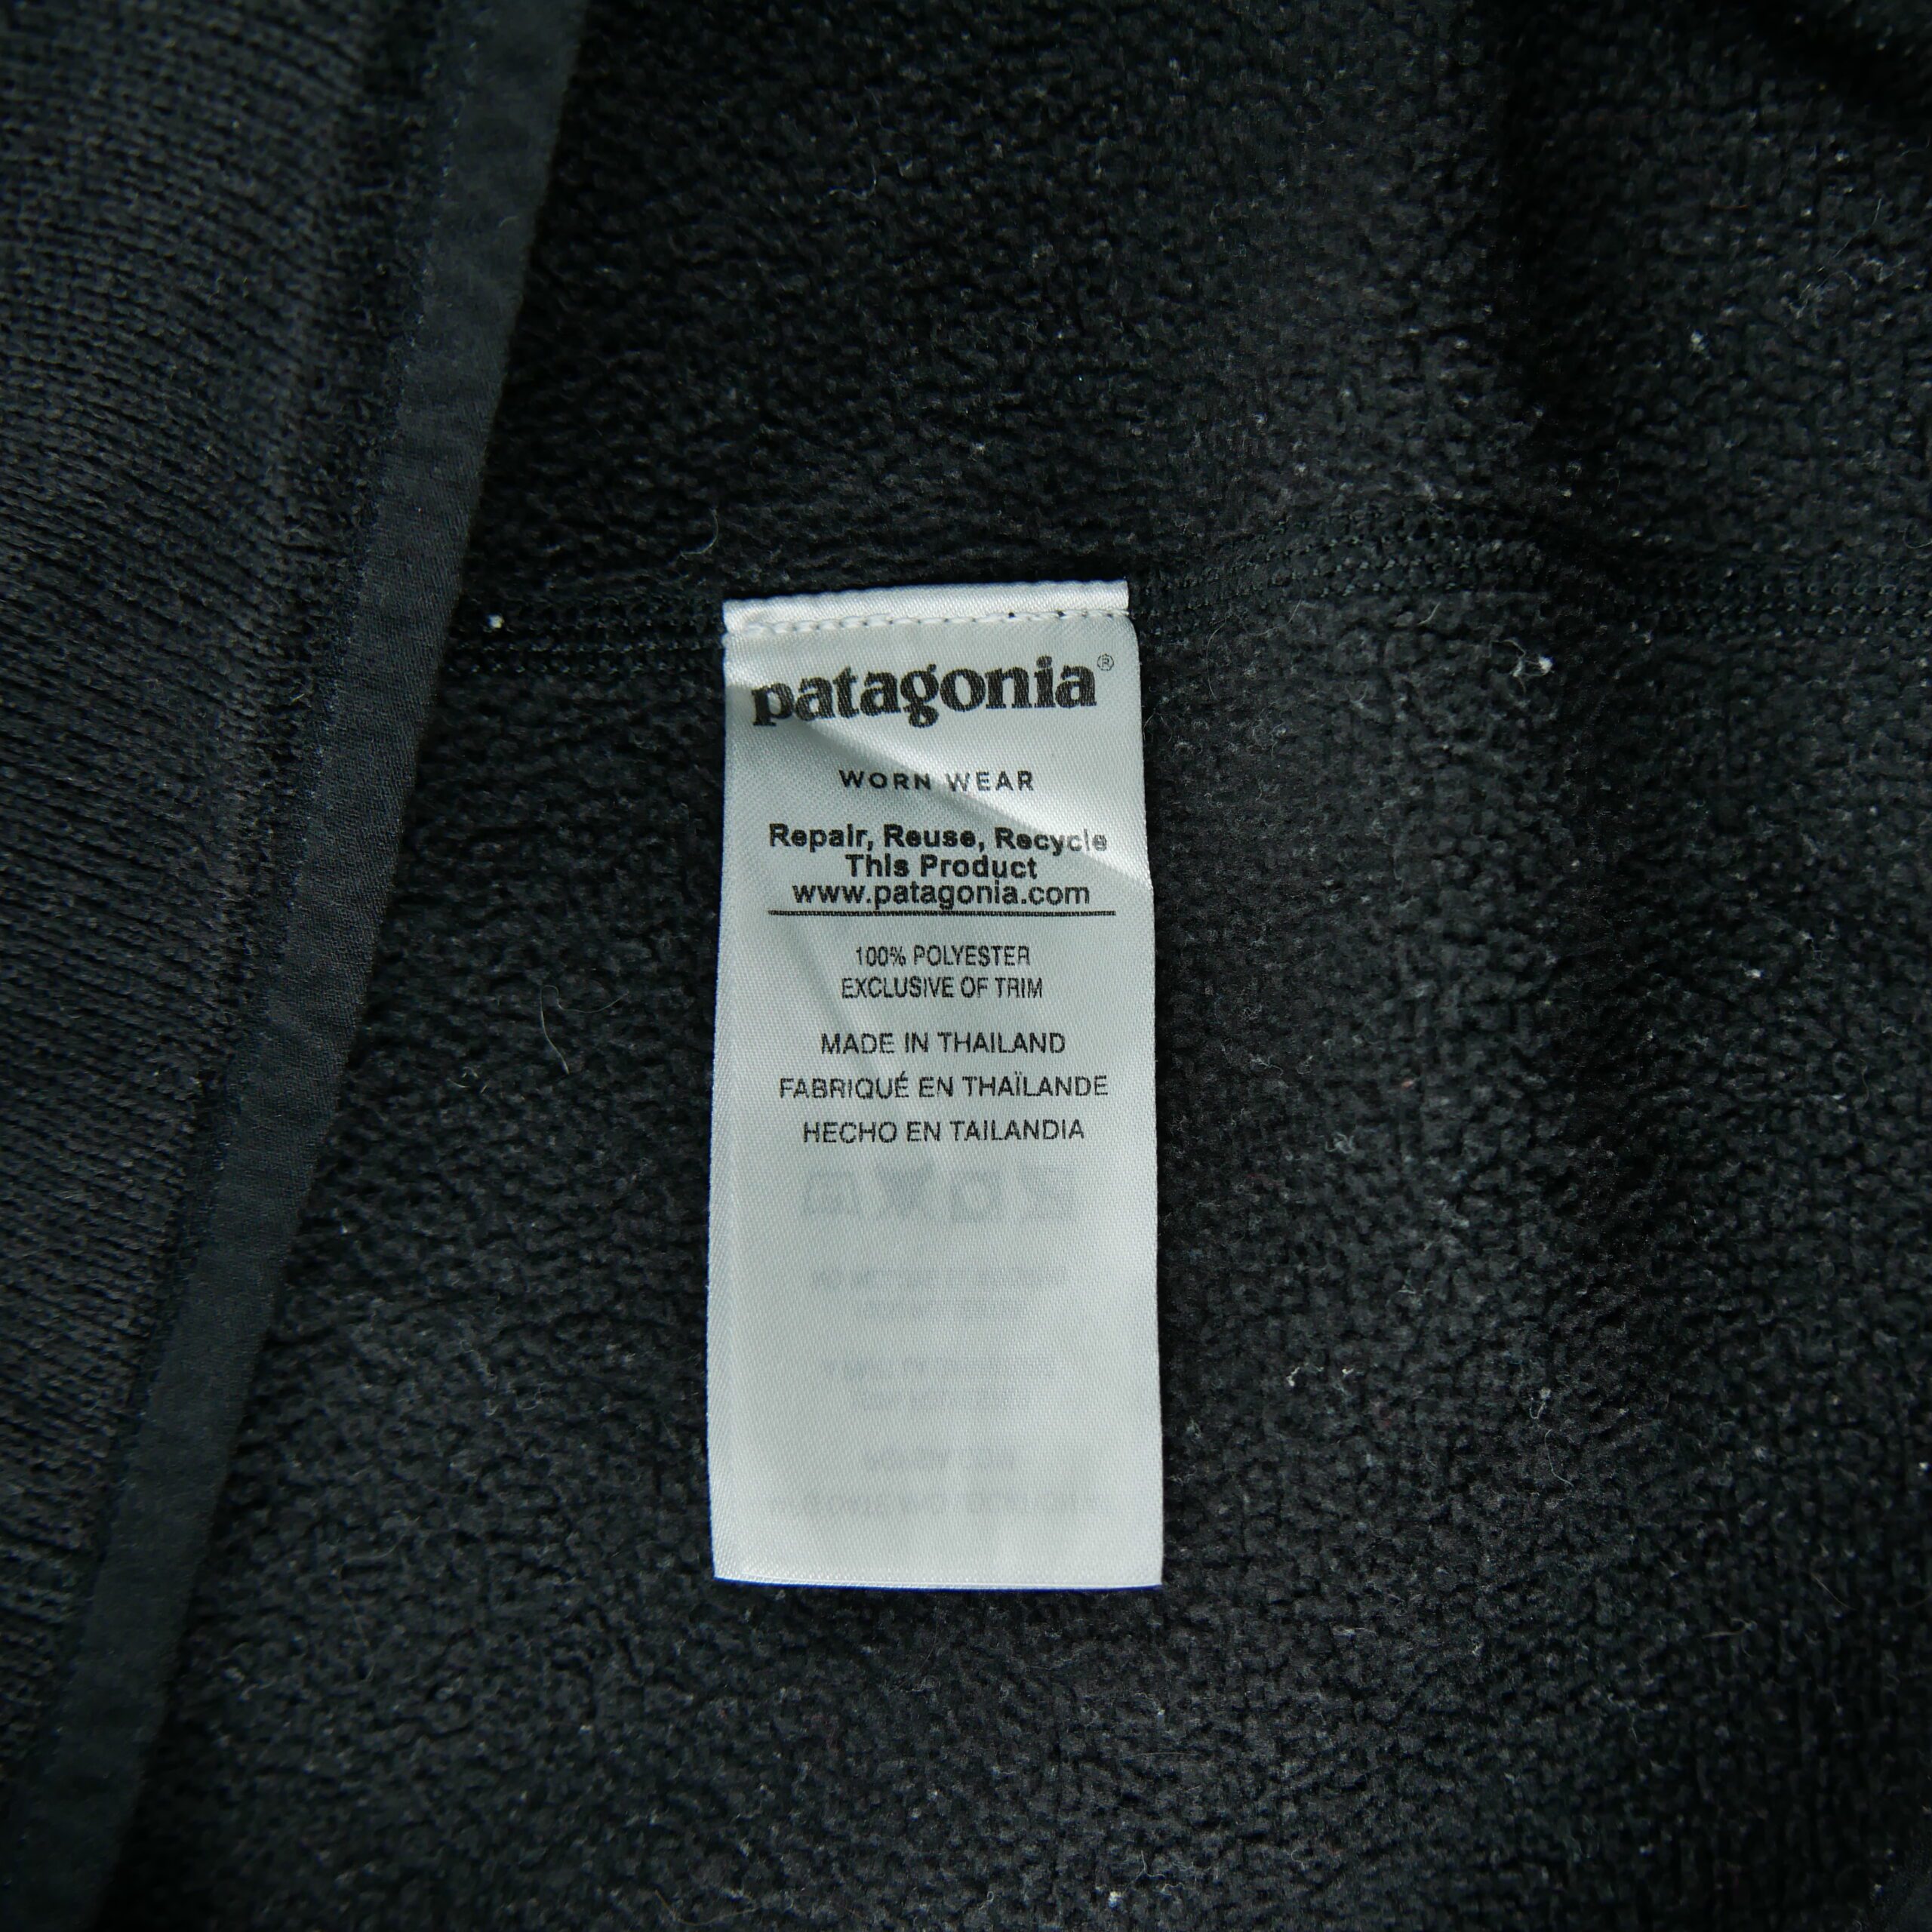 patagonia®
WORN WEAR
Repair, Reuse, Recycle
This Product
www.patagonia.com
100% POLYESTER
EXCLUSIVE OF TRIM
MADE IN THAILAND
FABRIQUÉ EN THAÏLANDE
HECHO EN TAILANDIA